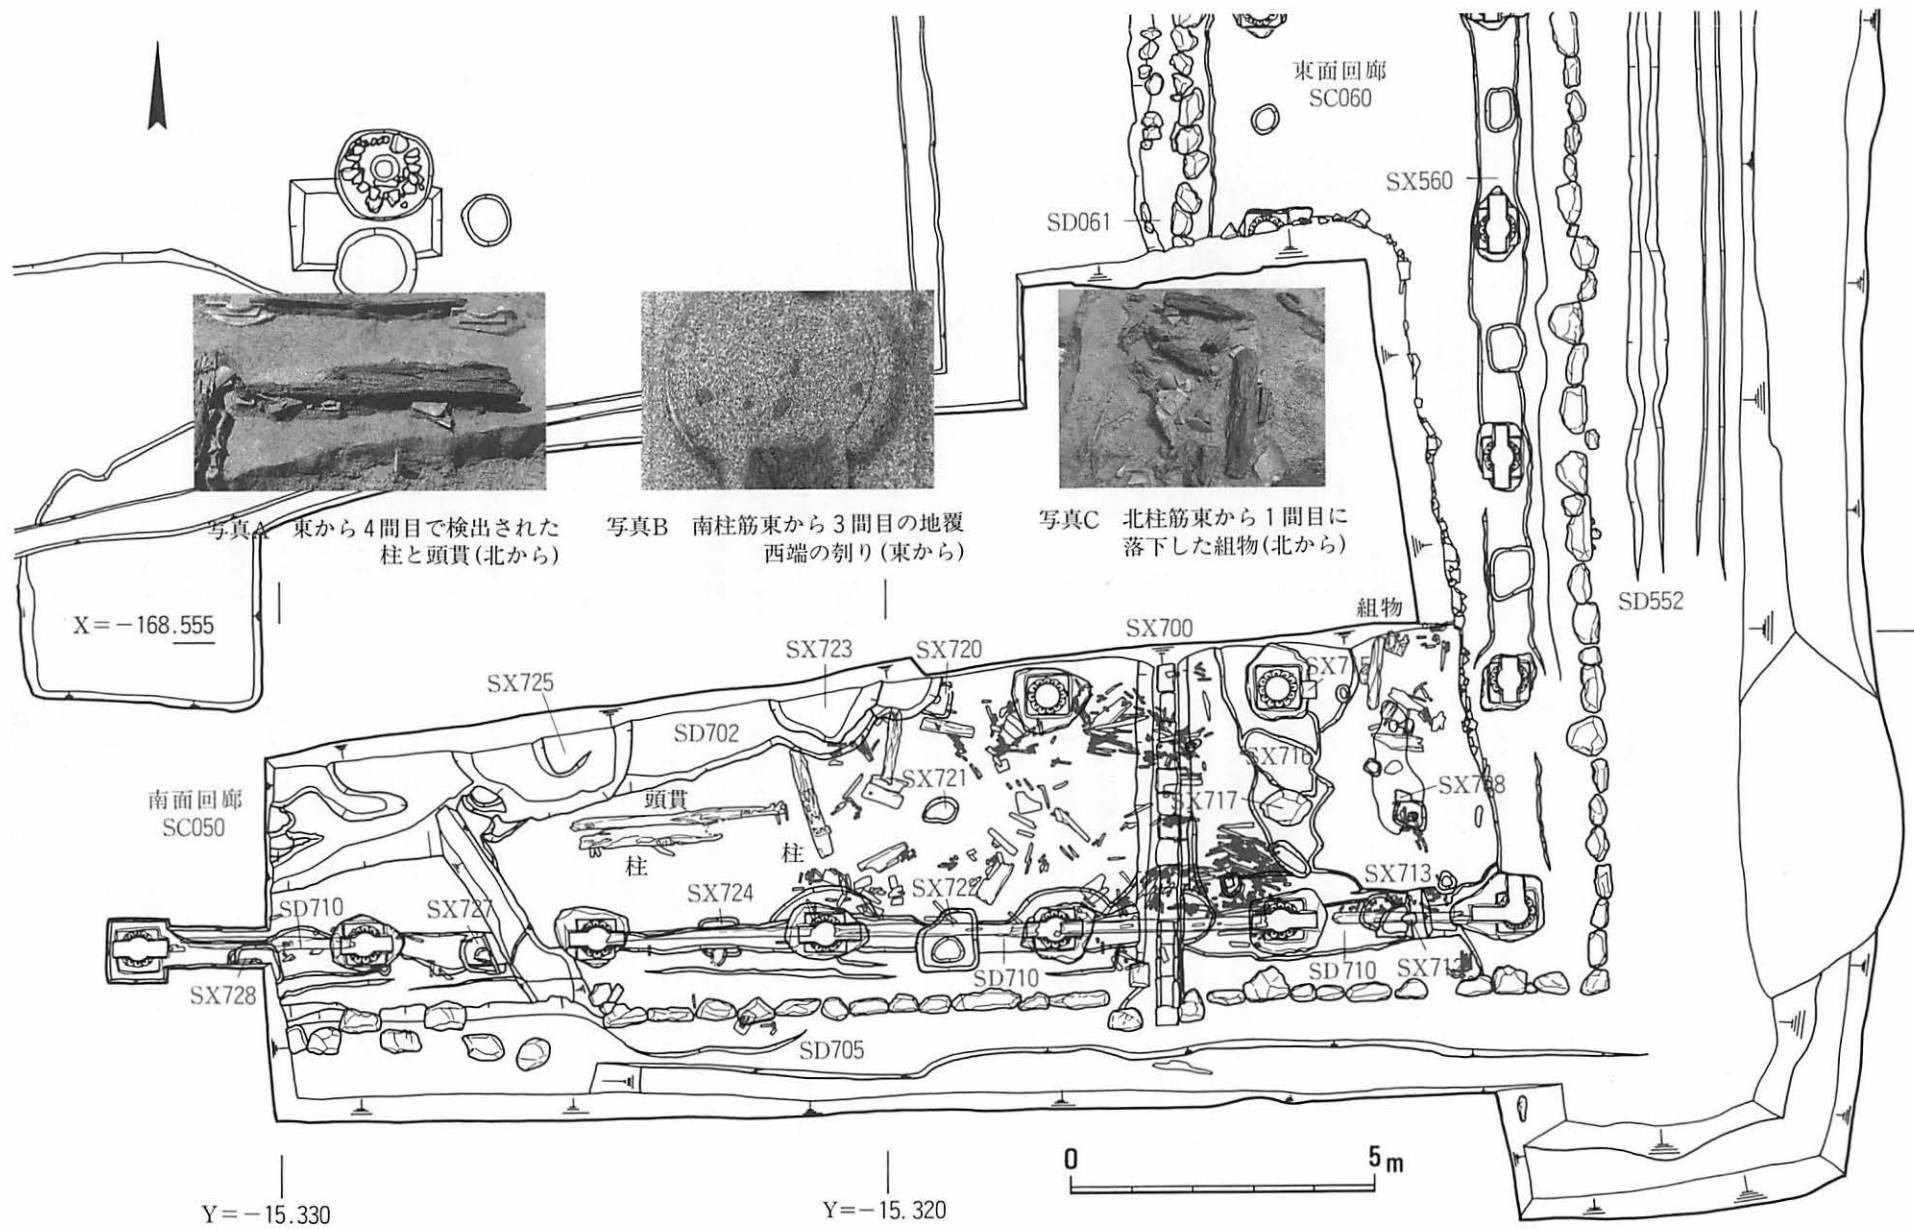 東面回廊
SC060
SX560
SD061
写真A 東から4間目で検出された
柱と頭貫(北から)
写真B 南柱筋東から3間目の地覆
西端の刳り(東から)
写真C 北柱筋東から1間目に
落下した組物(北から)
SD552
X=-168.555
組物
SX700
SX723
SX720
SX725
SD702
SX716
SX721
南面回廊
SC050
頭貫
SX717
SX718
柱
柱
SX713
SX724
SX722
SD710
SX727
SX728
SD710
SD710
SX712
SD705
0
5m
Y=-15.330
Y=-15.320